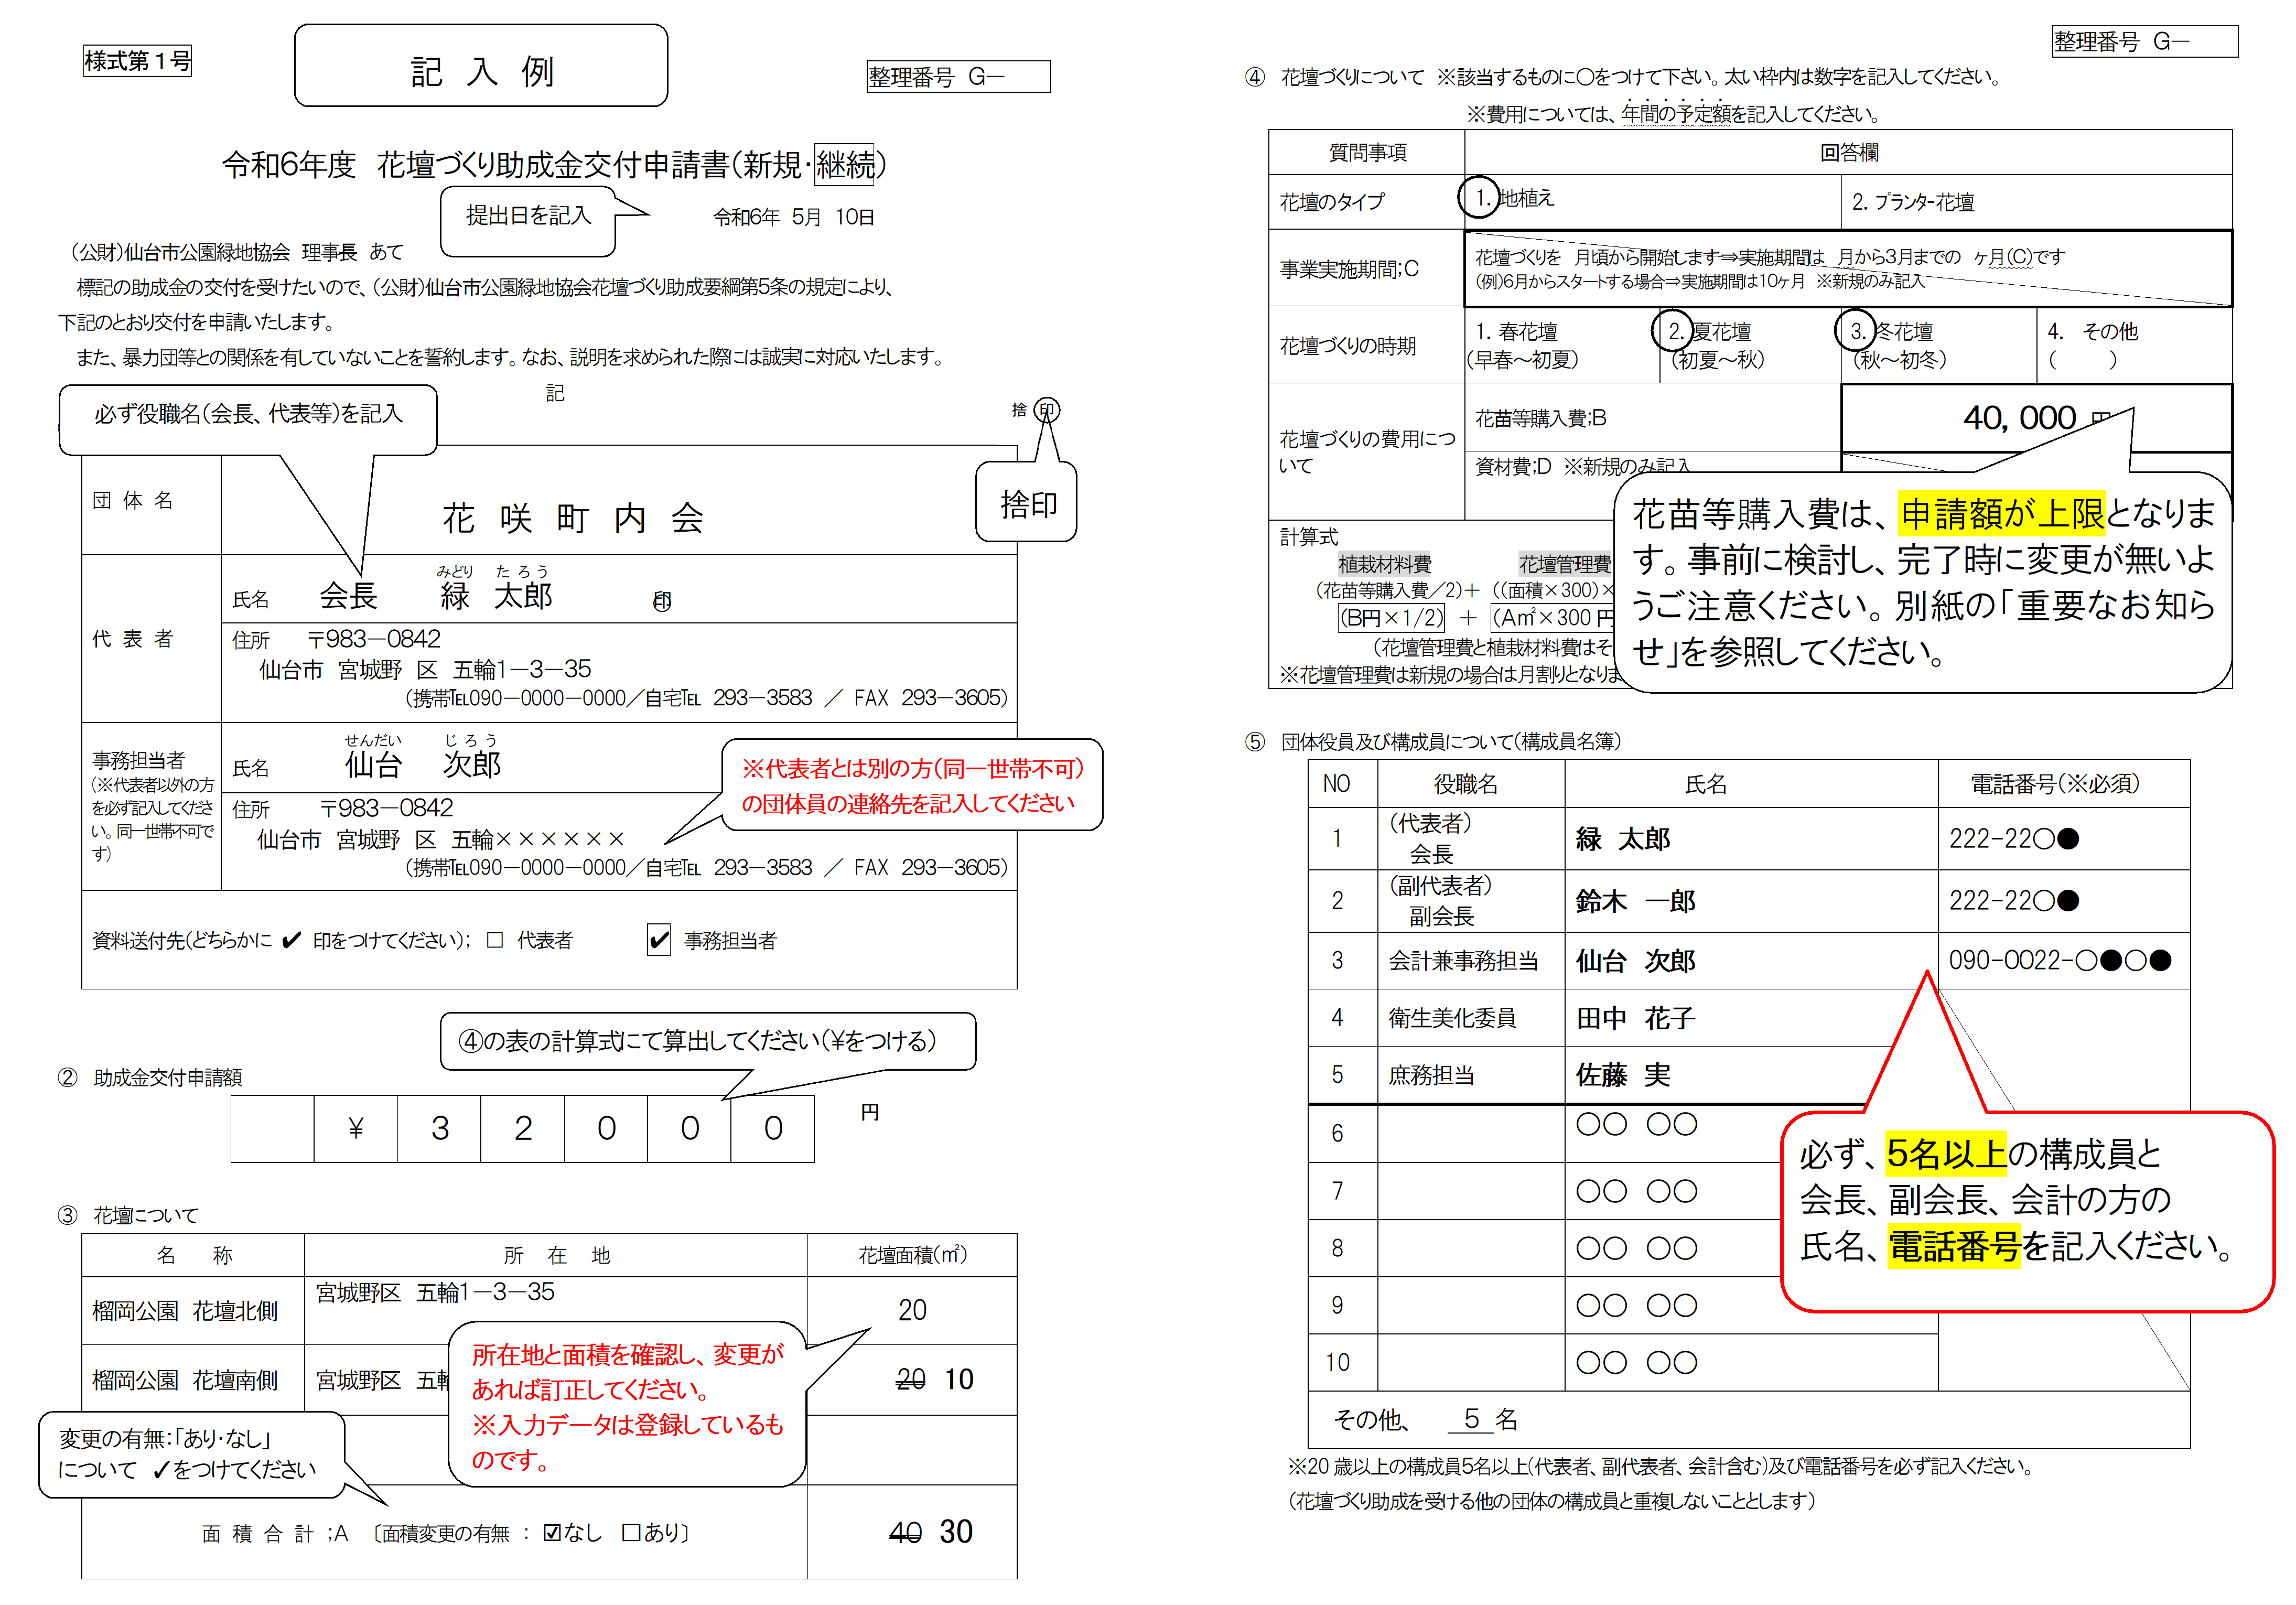 様式第１号
記　入　例
整理番号　G－
令和6年度　花壇づくり助成金交付申請書（新規・継続）
提出日を記入
令和6年　5月　10日
（公財）仙台市公園緑地協会　理事長　あて
標記の助成金の交付を受けたいので、（公財）仙台市公園緑地協会花壇づくり助成要綱第5条の規定により、
下記のとおり交付を申請いたします。
また、暴力団等との関係を有していないことを誓約します。なお、説明を求められた際には誠実に対応いたします。
記
必ず役職名（会長、代表等）を記入
捨　印
捨印
団　体　名
花　咲　町　内　会
代　表　者
みどり　たろう
氏名　会長　緑　太郎　印
住所　〒983－0842
仙台市　宮城野　区　五輪1－3－35
（携帯℡090－0000－0000／自宅℡　293－3583　／　FAX　293－3605）
事務担当者
（※代表者以外の方
を必ず記入してくださ
い。同一世帯不可で
す）
せんだい　じろう
氏名　仙台　次郎
※代表者とは別の方（同一世帯不可）
の団体員の連絡先を記入してください
住所　〒983－0842
仙台市　宮城野　区　五輪××××××
（携帯℡090－0000－0000／自宅℡　293－3583　／　FAX　293－3605）
資料送付先（どちらかに　✔　印をつけてください）；　□　代表者　✔　事務担当者
④の表の計算式にて算出してください（¥をつける）
②　助成金交付申請額
¥　3　2　0　0　0　円
③　花壇について
名　称　所　在　地　花壇面積（㎡）
榴岡公園　花壇北側　宮城野区　五輪1－3－35　20
榴岡公園　花壇南側　宮城野区　20　10
所在地と面積を確認し、変更が
あれば訂正してください。
※入力データは登録しているも
のです。
変更の有無：「あり・なし」
について　✓をつけてください
面　積　合　計　；A　〔面積変更の有無　：　☑なし　□あり〕　40　30
整理番号　G－
④　花壇づくりについて　※該当するものに○をつけて下さい。太い枠内は数字を記入してください。
※費用については、年間の予定額を記入してください。
質問事項　回答欄
花壇のタイプ　1．地植え　2．プランター花壇
事業実施期間；C
花壇づくりを　月頃から開始します⇒実施期間は　月から3月までの　ヶ月（C）です
（例）6月からスタートする場合⇒実施期間は10ヶ月　※新規のみ記入
花壇づくりの時期
1．春花壇　2．夏花壇　3．冬花壇　4．　その他
（早春～初夏）　（初夏～秋）　（秋～初冬）　（　　）
花壇づくりの費用につ
いて
花苗等購入費；B　40，000　円
資材費；D　※新規のみ記入
花苗等購入費は、申請額が上限となりま
す。事前に検討し、完了時に変更が無いよ
うご注意ください。別紙の「重要なお知ら
せ」を参照してください。
計算式
植栽材料費　花壇管理費
（花苗等購入費／2）＋　（（面積×300）×
（B円×1/2）　＋　（A㎡×300 円
（花壇管理費と植栽材料費はそ
※花壇管理費は新規の場合は月割りとなりま
⑤　団体役員及び構成員について（構成員名簿）
NO　役職名　氏名　電話番号（※必須）
1　（代表者）　会長　緑　太郎　222-22○●
2　（副代表者）　副会長　鈴木　一郎　222-22○●
3　会計兼事務担当　仙台　次郎　090-0022-○●○●
4　衛生美化委員　田中　花子
5　庶務担当　佐藤　実
6　○○　○○
7　○○　○○
8　○○　○○
9　○○　○○
10　○○　○○
必ず、5名以上の構成員と
会長、副会長、会計の方の
氏名、電話番号を記入ください。
その他、　5　名
※20 歳以上の構成員5名以上（代表者、副代表者、会計含む）及び電話番号を必ず記入ください。
（花壇づくり助成を受ける他の団体の構成員と重複しないこととします）